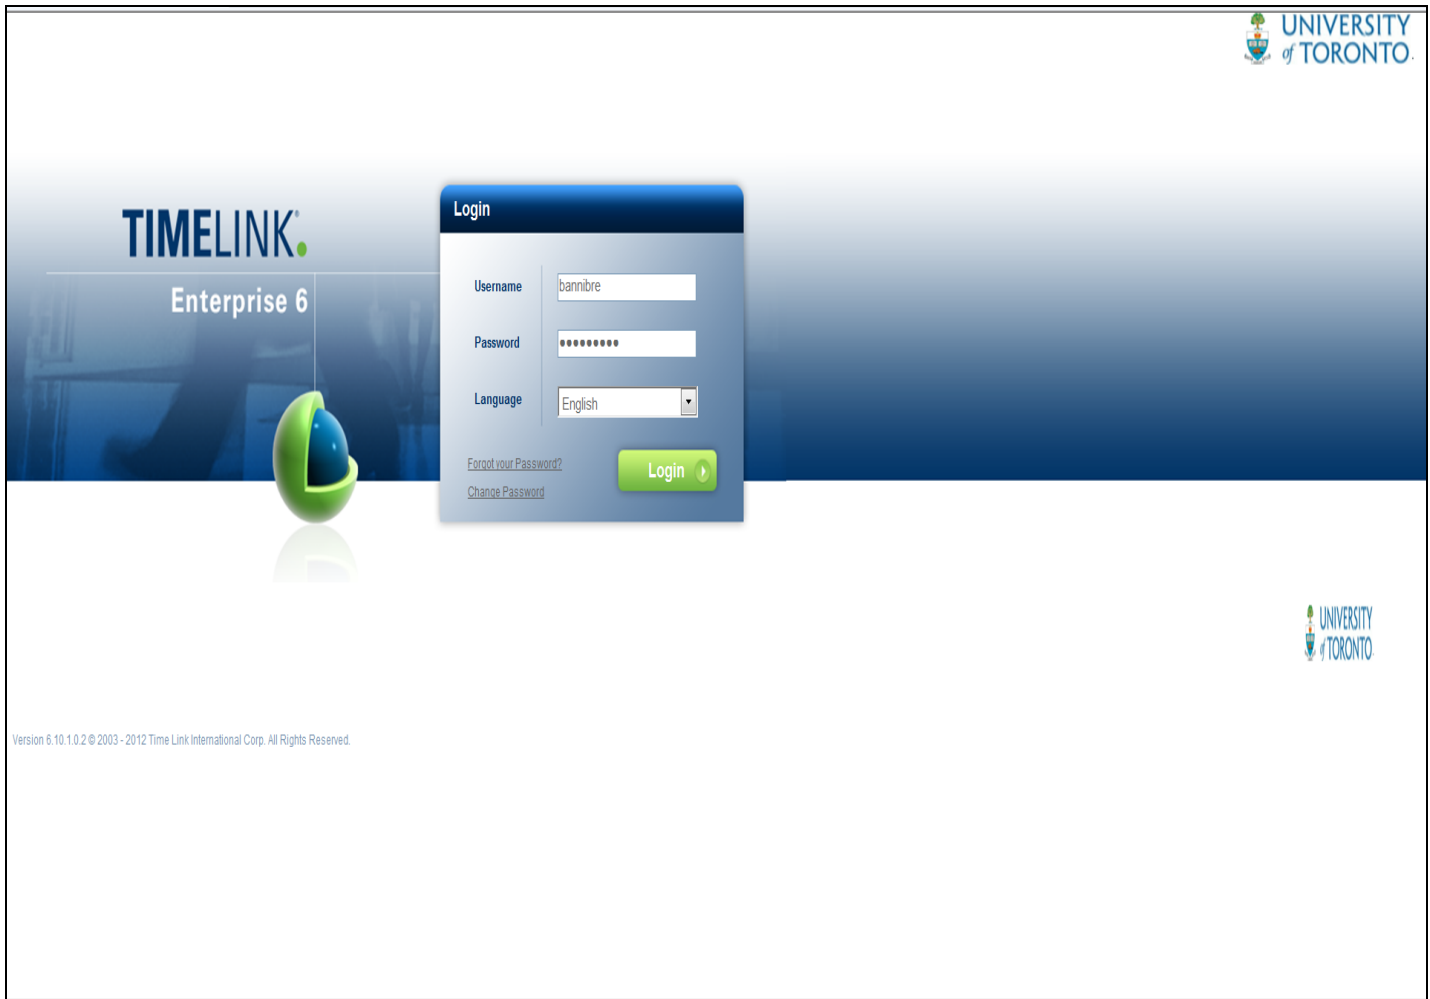 UNIVERSITY
of TORONTO
TIMELINK®
Enterprise 6
Login
Username
bannibre
Password
•••••••••
Language
English
Forgot your Password?
Change Password
Login
UNIVERSITY
of TORONTO
Version 6.10.1.0.2 © 2003 - 2012 Time Link International Corp. All Rights Reserved.